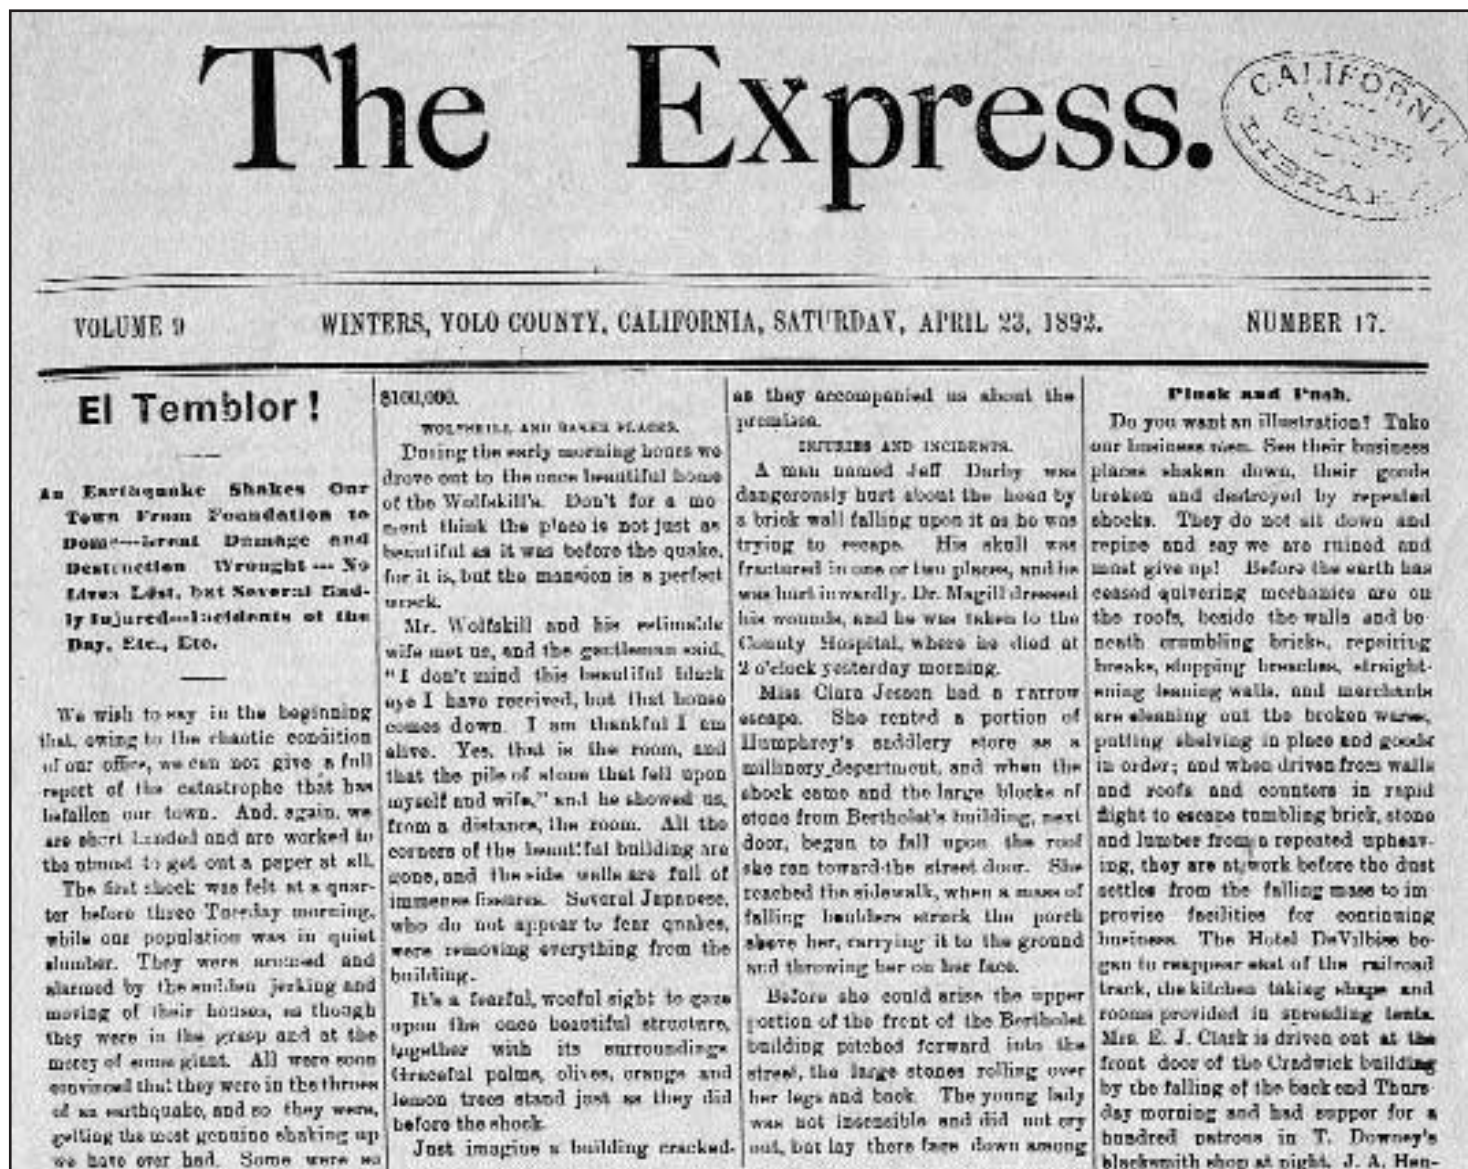 The Express.
CALIFORNIA
STATE
LIBRARY
VOLUME 9 WINTERS, YOLO COUNTY, CALIFORNIA, SATURDAY, APRIL 23, 1892. NUMBER 17.
El Temblor!
An Earthquake Shakes Our
Town From Foundation to
Dome—Great Damage and
Destruction Wrought—No
Lives Lost, but Several Bad-
ly Injured—Incidents of the
Day, Etc., Etc.
We wish to say in the beginning
that, owing to the chaotic condition
of our office, we can not give a full
report of the catastrophe that has
befallen our town. And, again, we
are short handed and are worked to
the utmost to get out a paper at all.
The first shock was felt at a quar-
ter before three Tuesday morning,
while our population was in quiet
slumber. They were aroused and
alarmed by the sudden jerking and
moving of their houses, as though
they were in the grasp and at the
mercy of some giant. All were soon
convinced that they were in the throes
of an earthquake, and so they were,
getting the most genuine shaking up
we have ever had. Some were so
$100,000.
WOLFSKILL AND BAKER PLACES.
During the early morning hours we
drove out to the once beautiful home
of the Wolfskill's. Don't for a mo-
ment think the place is not just as
beautiful as it was before the quake,
for it is, but the mansion is a perfect
wreck.
Mr. Wolfskill and his estimable
wife met us, and the gentleman said,
"I don't mind this beautiful black
eye I have received, but that house
comes down. I am thankful I am
alive. Yes, that is the room, and
that the pile of stone that fell upon
myself and wife," and he showed us,
from a distance, the room. All the
corners of the beautiful building are
gone, and the side walls are full of
immense fissures. Several Japanese,
who do not appear to fear quakes,
were removing everything from the
building.
It's a fearful, woeful sight to gaze
upon the once beautiful structure,
together with its surroundings
Graceful palms, olives, orange and
lemon trees stand just as they did
before the shock.
Just imagine a building cracked-
as they accompanied us about the
premises.
INJURIES AND INCIDENTS.
A man named Jeff Darby was
dangerously hurt about the head by
a brick wall falling upon it as he was
trying to escape. His skull was
fractured in one or two places, and he
was hurt inwardly. Dr. Magill dressed
his wounds, and he was taken to the
County Hospital, where he died at
2 o'clock yesterday morning.
Miss Clara Jessen had a narrow
escape. She rented a portion of
Humphrey's saddlery store as a
millinery department, and when the
shock came and the large blocks of
stone from Bertholet's building, next
door, began to fall upon the roof
she ran toward the street door. She
reached the sidewalk, when a mass of
falling boulders struck the porch
above her, carrying it to the ground
and throwing her on her face.
Before she could arise the upper
portion of the front of the Bertholet
building pitched forward into the
street, the large stones rolling over
her legs and back. The young lady
was not insensible and did not cry
out, but lay there face down among
Pluck and Push.
Do you want an illustration? Take
our business men. See their business
places shaken down, their goods
broken and destroyed by repeated
shocks. They do not sit down and
repine and say we are ruined and
must give up! Before the earth has
ceased quivering mechanics are on
the roofs, beside the walls and be-
neath crumbling bricks, repairing
breaks, stopping breaches, straight-
ening leaning walls, and merchants
are cleaning out the broken wares,
putting shelving in place and goods
in order; and when driven from walls
and roofs and counters in rapid
flight to escape tumbling brick, stone
and lumber from a repeated upheav-
ing, they are at work before the dust
settles from the falling mass to im
provise facilities for continuing
business. The Hotel DeVilbiss be-
gan to reappear east of the railroad
track, the kitchen taking shape and
rooms provided in spreading tents.
Mrs. E. J. Clark is driven out at the
front door of the Cradwick building
by the falling of the back end Thurs-
day morning and had supper for a
hundred patrons in T. Downey's
blacksmith shop at night. J. A. Hen-